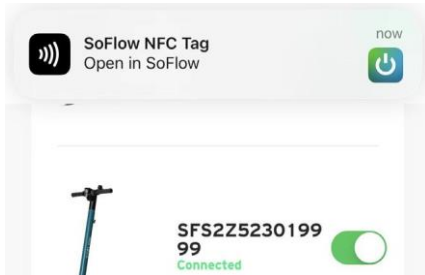 SoFlow NFC Tag
now
Open in SoFlow
SFS2Z5230199
99
Connected